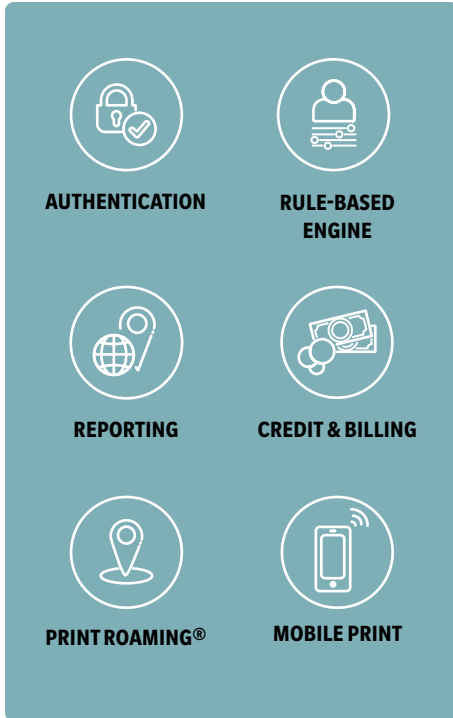 AUTHENTICATION
RULE-BASED
ENGINE
REPORTING
CREDIT & BILLING
PRINT ROAMING®
MOBILE PRINT